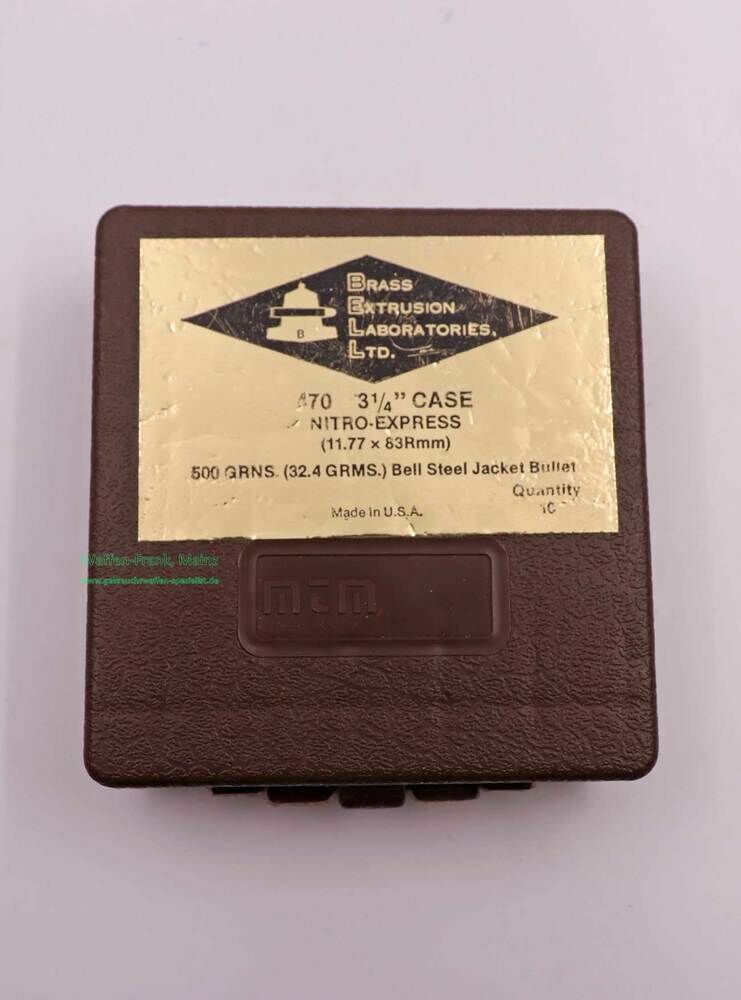 BRASS
EXTRUSION
LABORATORIES,
LTD.
B
470 3¼” CASE
NITRO-EXPRESS
(11.77 × 83Rmm)
500 GRNS. (32.4 GRMS.) Bell Steel Jacket Bullet
Quantity
10
Made in U.S.A.
Waffen-Frank, Mainz
www.gebrauchtwaffen-spezialist.de
mtm